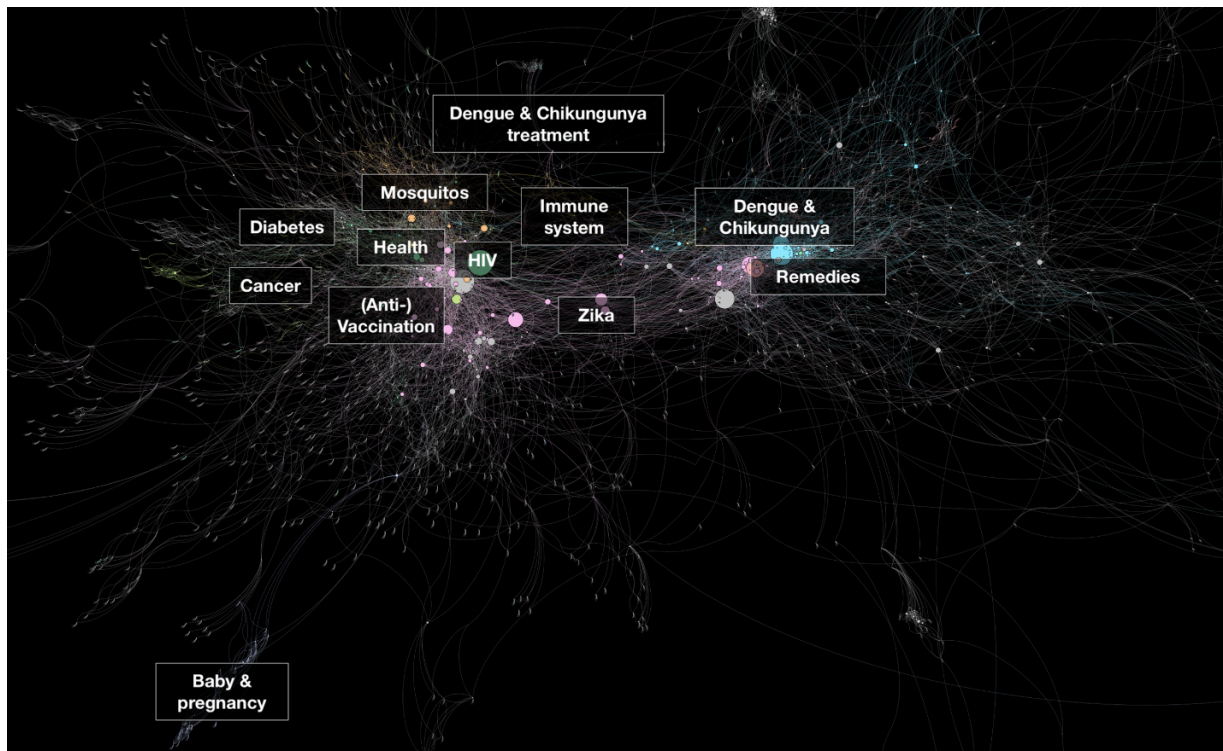 Dengue & Chikungunya
treatment
Mosquitos
Immune
system
Dengue &
Chikungunya
Diabetes
Health
HIV
Remedies
Cancer
(Anti-)
Vaccination
Zika
Baby &
pregnancy